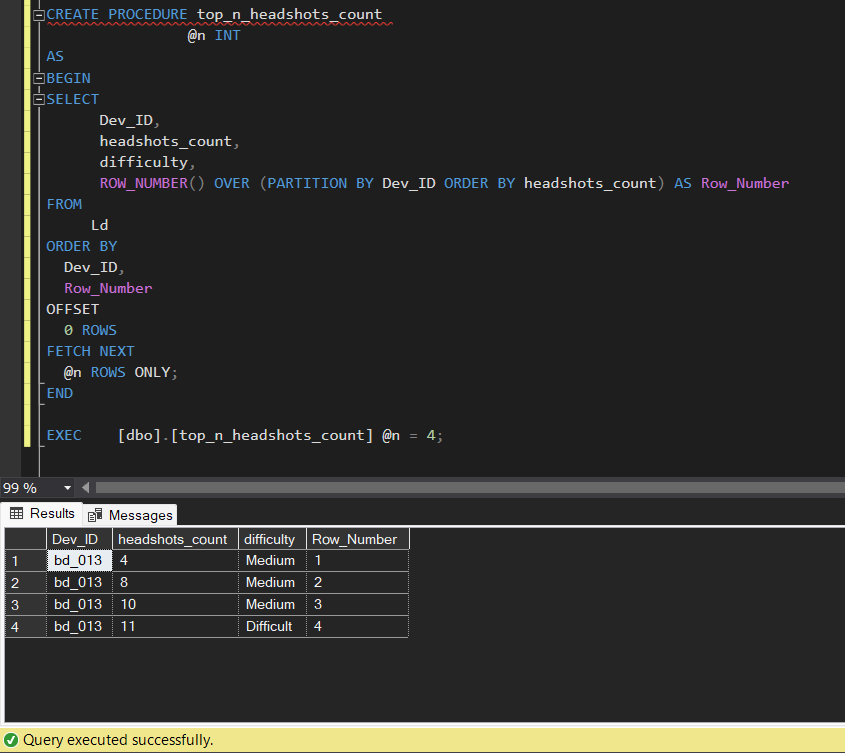 CREATE PROCEDURE top_n_headshots_count
@n INT
AS
BEGIN
SELECT
Dev_ID,
headshots_count,
difficulty,
ROW_NUMBER() OVER (PARTITION BY Dev_ID ORDER BY headshots_count) AS Row_Number
FROM
Ld
ORDER BY
Dev_ID,
Row_Number
OFFSET
0 ROWS
FETCH NEXT
@n ROWS ONLY;
END
EXEC [dbo].[top_n_headshots_count] @n = 4;
99 %
Results Messages
Dev_ID headshots_count difficulty Row_Number
1 bd_013 4 Medium 1
2 bd_013 8 Medium 2
3 bd_013 10 Medium 3
4 bd_013 11 Difficult 4
Query executed successfully.